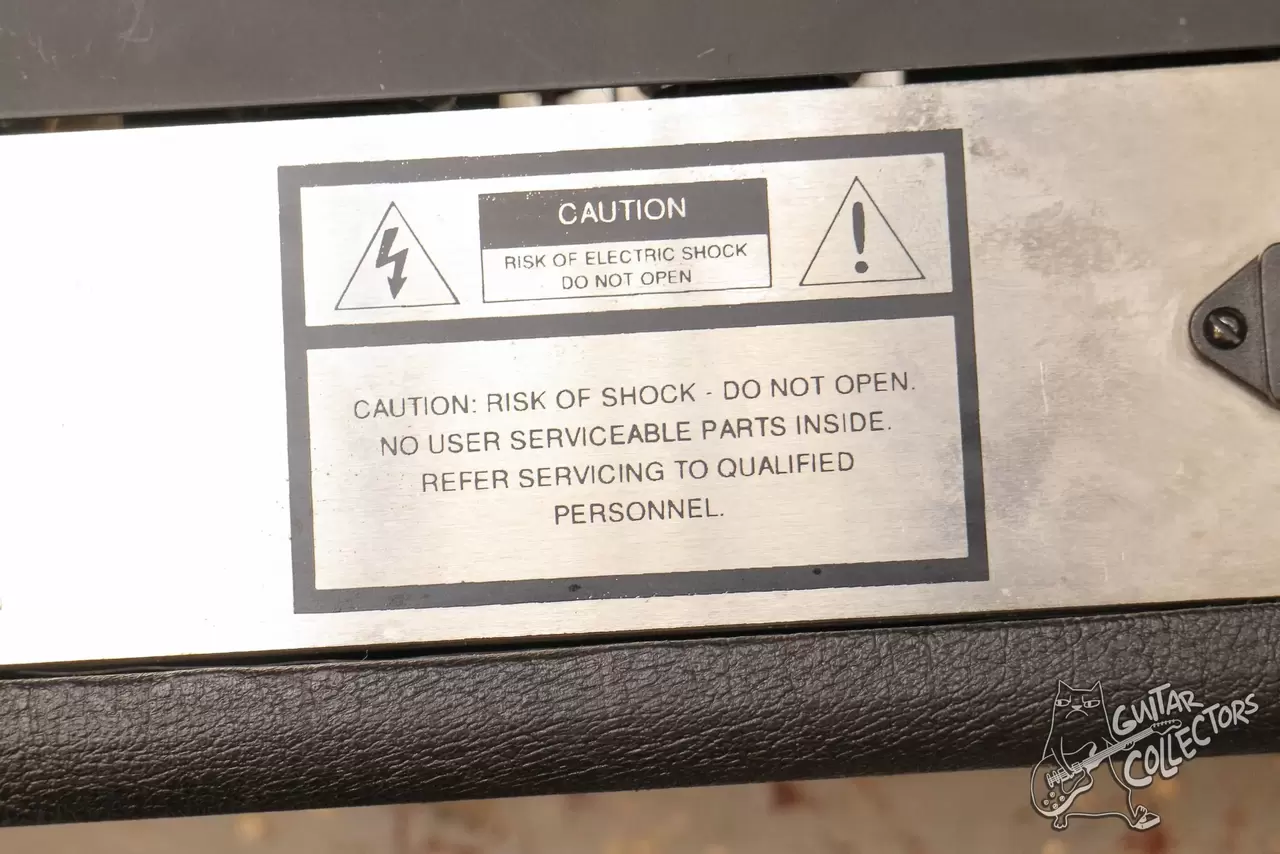 CAUTION
RISK OF ELECTRIC SHOCK
DO NOT OPEN
CAUTION: RISK OF SHOCK - DO NOT OPEN.
NO USER SERVICEABLE PARTS INSIDE.
REFER SERVICING TO QUALIFIED
PERSONNEL.
GUITAR
COLLECTORS